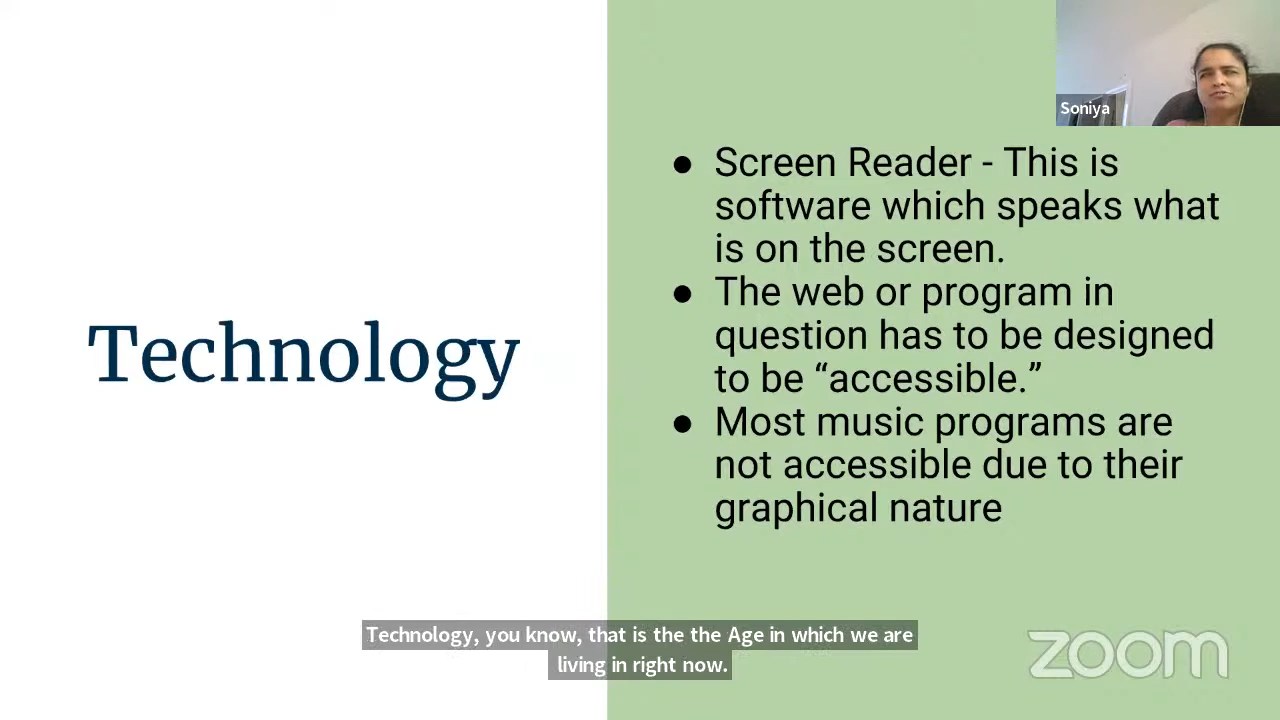 Soniya
Technology
● Screen Reader - This is
software which speaks what
is on the screen.
● The web or program in
question has to be designed
to be “accessible.”
● Most music programs are
not accessible due to their
graphical nature
Technology, you know, that is the the Age in which we are
living in right now.
zoom